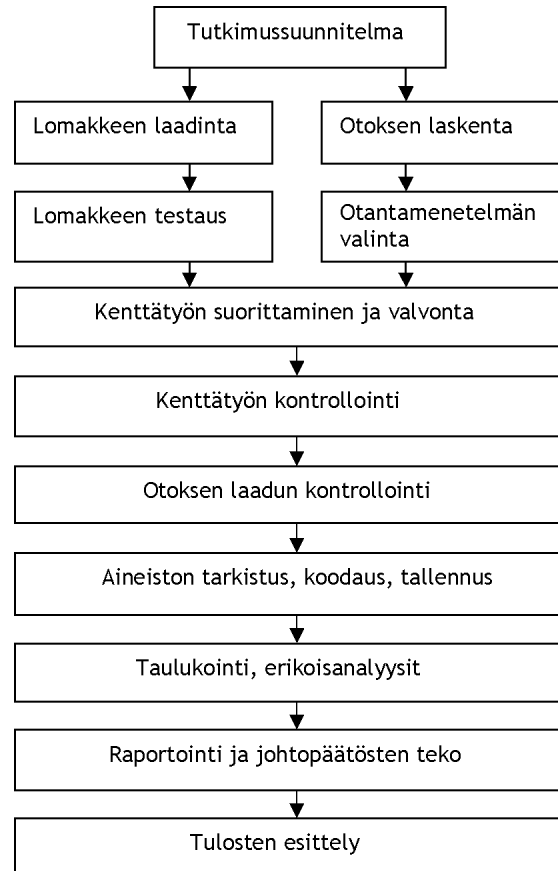 Tutkimussuunnitelma
Lomakkeen laadinta
Otoksen laskenta
Lomakkeen testaus
Otantamenetelmän
valinta
Kenttätyön suorittaminen ja valvonta
Kenttätyön kontrollointi
Otoksen laadun kontrollointi
Aineiston tarkistus, koodaus, tallennus
Taulukointi, erikoisanalyysit
Raportointi ja johtopäätösten teko
Tulosten esittely